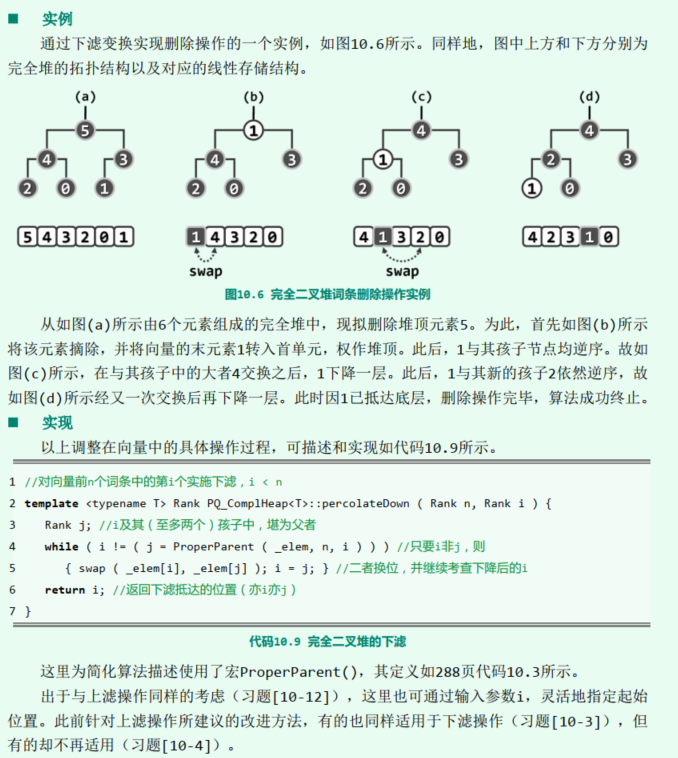 ■ 实例
通过下滤变换实现删除操作的一个实例，如图10.6所示。同样地，图中上方和下方分别为
完全堆的拓扑结构以及对应的线性存储结构。
(a) (b) (c) (d)
5 1 4 4
4 3 4 3 1 3 2 3
2 0 1 2 0 2 0 1 0
5 4 3 2 0 1 1 4 3 2 0 4 1 3 2 0 4 2 3 1 0
swap swap
图10.6 完全二叉堆词条删除操作实例
从如图(a)所示由6个元素组成的完全堆中，现拟删除堆顶元素5。为此，首先如图(b)所示
将该元素摘除，并将向量的末元素1转入首单元，权作堆顶。此后，1与其孩子节点均逆序。故如
图(c)所示，在与其孩子中的大者4交换之后，1下降一层。此后，1与其新的孩子2依然逆序，故
如图(d)所示经又一次交换后再下降一层。此时因1已抵达底层，删除操作完毕，算法成功终止。
■ 实现
以上调整在向量中的具体操作过程，可描述和实现如代码10.9所示。
1 //对向量前n个词条中的第i个实施下滤，i < n
2 template <typename T> Rank PQ_ComplHeap<T>::percolateDown ( Rank n, Rank i ) {
3 Rank j; //i及其（至多两个）孩子中，堪为父者
4 while ( i != ( j = ProperParent ( _elem, n, i ) ) ) //只要i非j，则
5 { swap ( _elem[i], _elem[j] ); i = j; } //二者换位，并继续考查下降后的i
6 return i; //返回下滤抵达的位置（亦i亦j）
7 }
代码10.9 完全二叉堆的下滤
这里为简化算法描述使用了宏ProperParent()，其定义如288页代码10.3所示。
出于与上滤操作同样的考虑（习题[10-12]），这里也可通过输入参数i，灵活地指定起始
位置。此前针对上滤操作所建议的改进方法，有的也同样适用于下滤操作（习题[10-3]），但
有的却不再适用（习题[10-4]）。